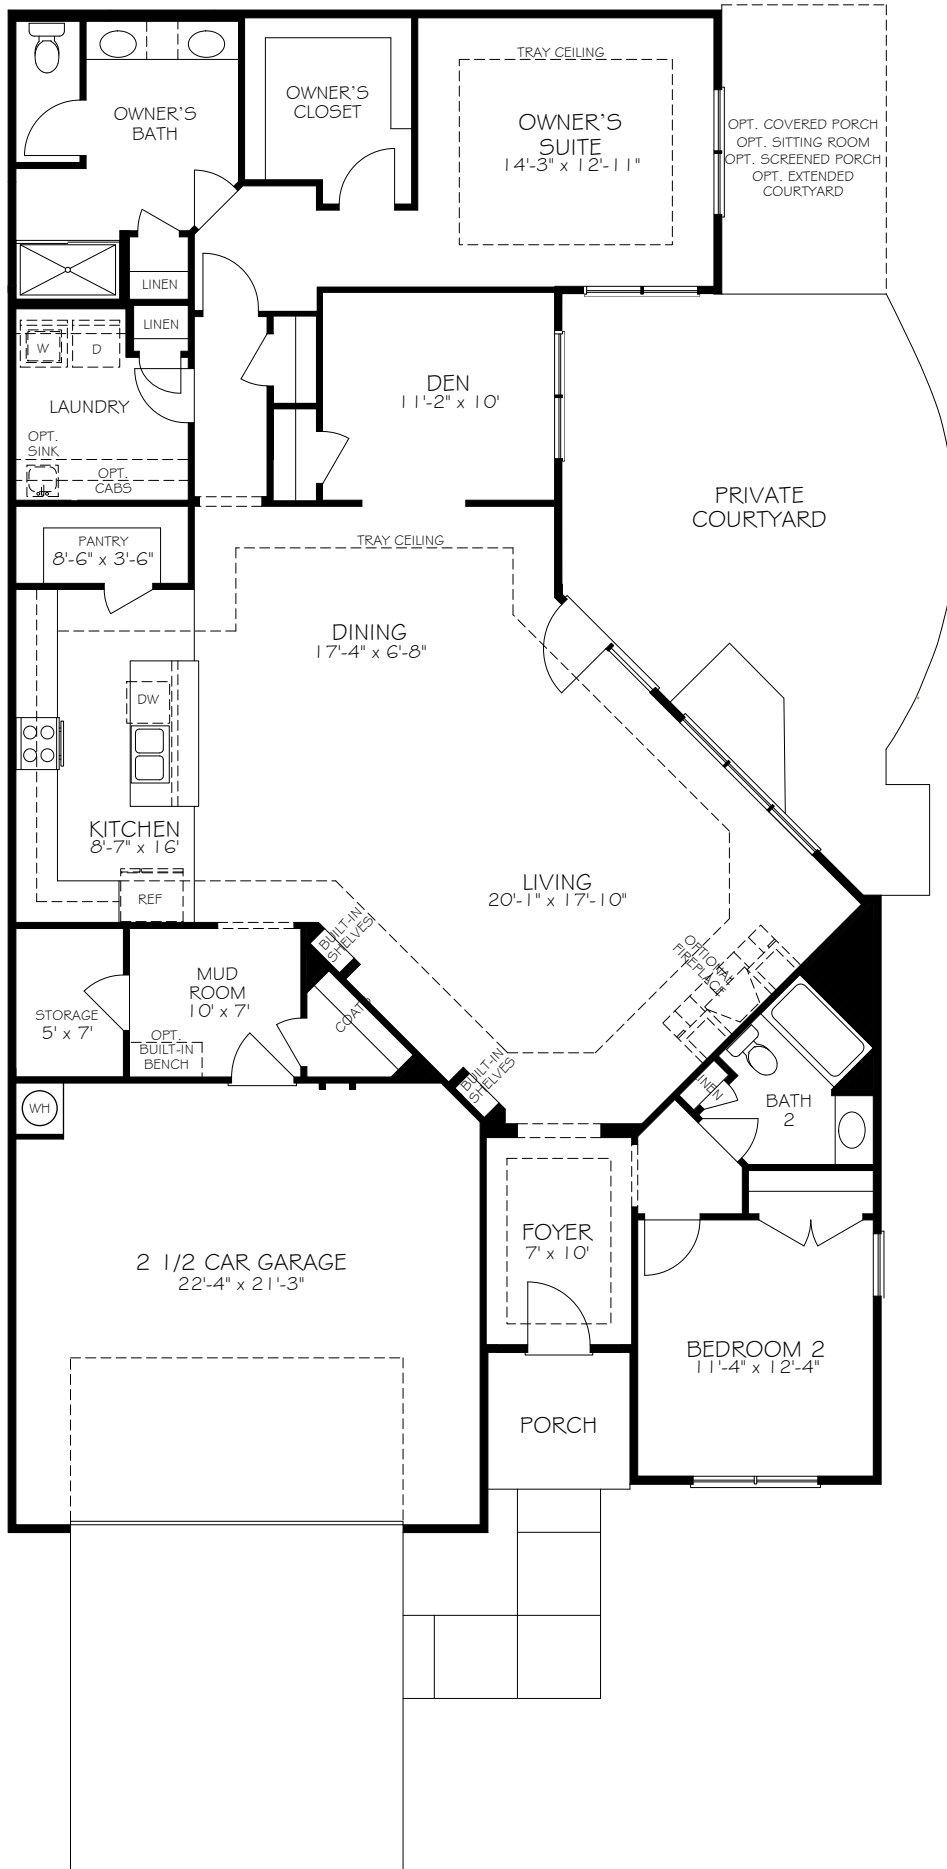 TRAY CEILING
OWNER'S
BATH
OWNER'S
CLOSET
OWNER'S
SUITE
14'-3" x 12'-11"
OPT. COVERED PORCH
OPT. SITTING ROOM
OPT. SCREENED PORCH
OPT. EXTENDED
COURTYARD
LINEN
LINEN
W
D
LAUNDRY
OPT.
SINK
OPT.
CABS
DEN
11'-2" x 10'
PRIVATE
COURTYARD
PANTRY
8'-6" x 3'-6"
TRAY CEILING
DINING
17'-4" x 6'-8"
DW
KITCHEN
8'-7" x 16'
REF
LIVING
20'-1" x 17'-10"
BUILT-IN
SHELVES
OPTIONAL
FIREPLACE
MUD
ROOM
10' x 7'
STORAGE
5' x 7'
OPT.
BUILT-IN
BENCH
COATS
BUILT-IN
SHELVES
LINEN
BATH
2
WH
FOYER
7' x 10'
2 1/2 CAR GARAGE
22'-4" x 21'-3"
BEDROOM 2
11'-4" x 12'-4"
PORCH